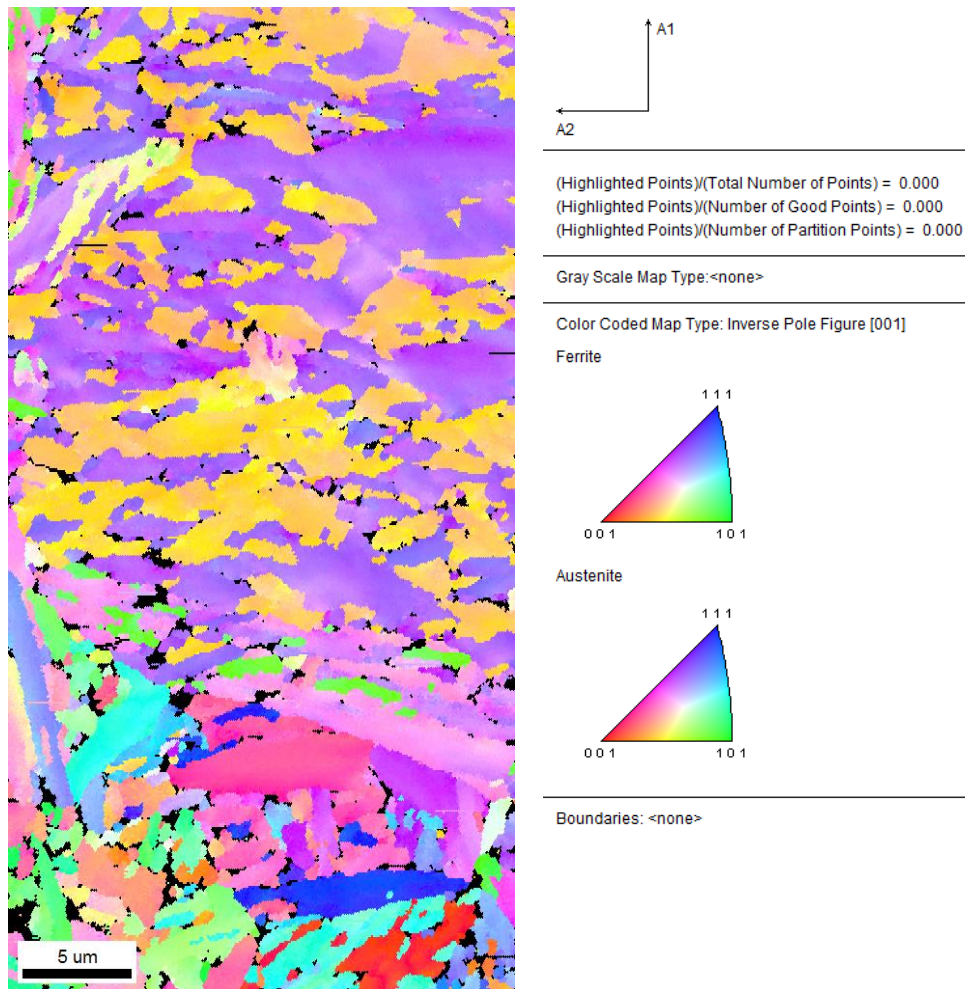 A1
A2
(Highlighted Points)/(Total Number of Points) = 0.000
(Highlighted Points)/(Number of Good Points) = 0.000
(Highlighted Points)/(Number of Partition Points) = 0.000
Gray Scale Map Type:<none>
Color Coded Map Type: Inverse Pole Figure [001]
Ferrite
1 1 1
0 0 1
1 0 1
Austenite
1 1 1
0 0 1
1 0 1
Boundaries: <none>
5 um